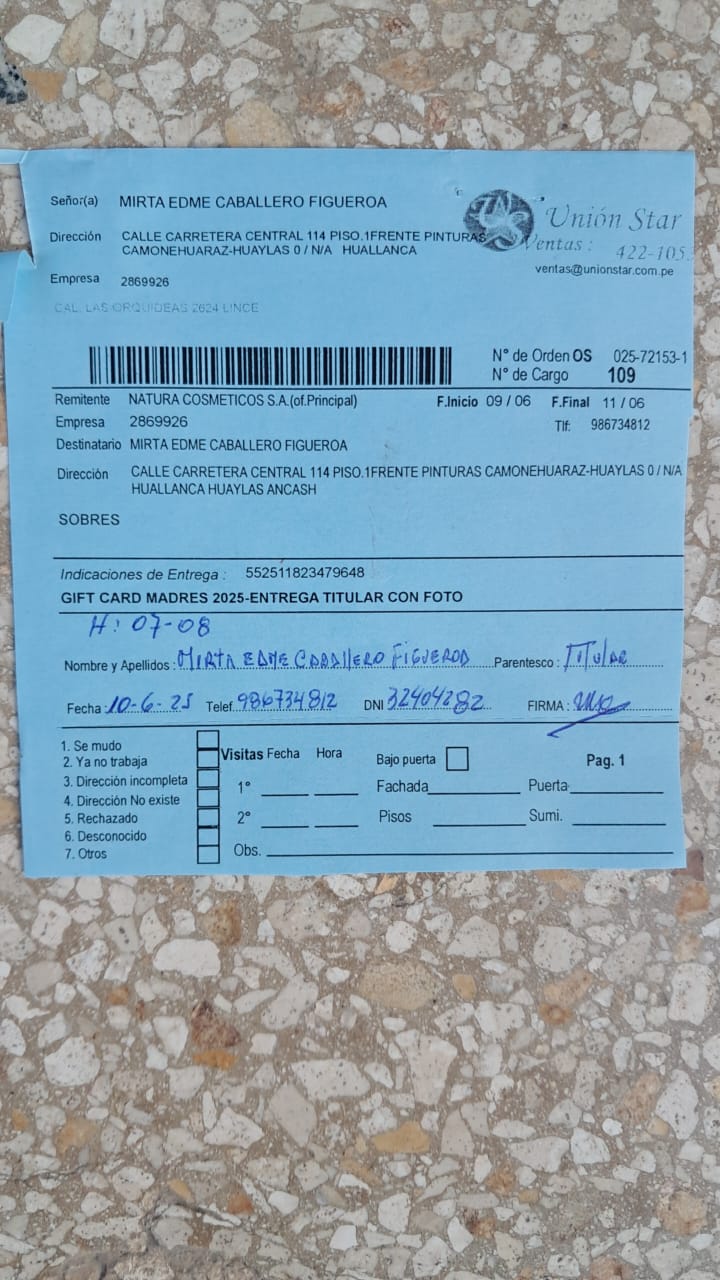 Señor(a) MIRTA EDME CABALLERO FIGUEROA
Unión Star
Dirección CALLE CARRETERA CENTRAL 114 PISO.1FRENTE PINTURAS
CAMONEHUARAZ-HUAYLAS 0 / N/A HUALLANCA
Ventas : 422-105
ventas@unionstar.com.pe
Empresa 2869926
CAL. LAS ORQUIDEAS 2624 LINCE
N° de Orden OS 025-72153-1
N° de Cargo 109
Remitente NATURA COSMETICOS S.A.(of.Principal) F.Inicio 09 / 06 F.Final 11 / 06
Empresa 2869926 Tlf: 986734812
Destinatario MIRTA EDME CABALLERO FIGUEROA
Dirección CALLE CARRETERA CENTRAL 114 PISO.1FRENTE PINTURAS CAMONEHUARAZ-HUAYLAS 0 / N/A
HUALLANCA HUAYLAS ANCASH
SOBRES
Indicaciones de Entrega : 552511823479648
GIFT CARD MADRES 2025-ENTREGA TITULAR CON FOTO
H: 07-08
Nombre y Apellidos : MIRTA EDME CABALLERO FIGUEROA Parentesco : Titular
Fecha : 10-6-25 Telef. 986734812 DNI 32404282 FIRMA :
1. Se mudo
2. Ya no trabaja
3. Dirección incompleta
4. Dirección No existe
5. Rechazado
6. Desconocido
7. Otros
Visitas Fecha Hora Bajo puerta Pag. 1
1° Fachada Puerta
2° Pisos Sumi.
Obs.